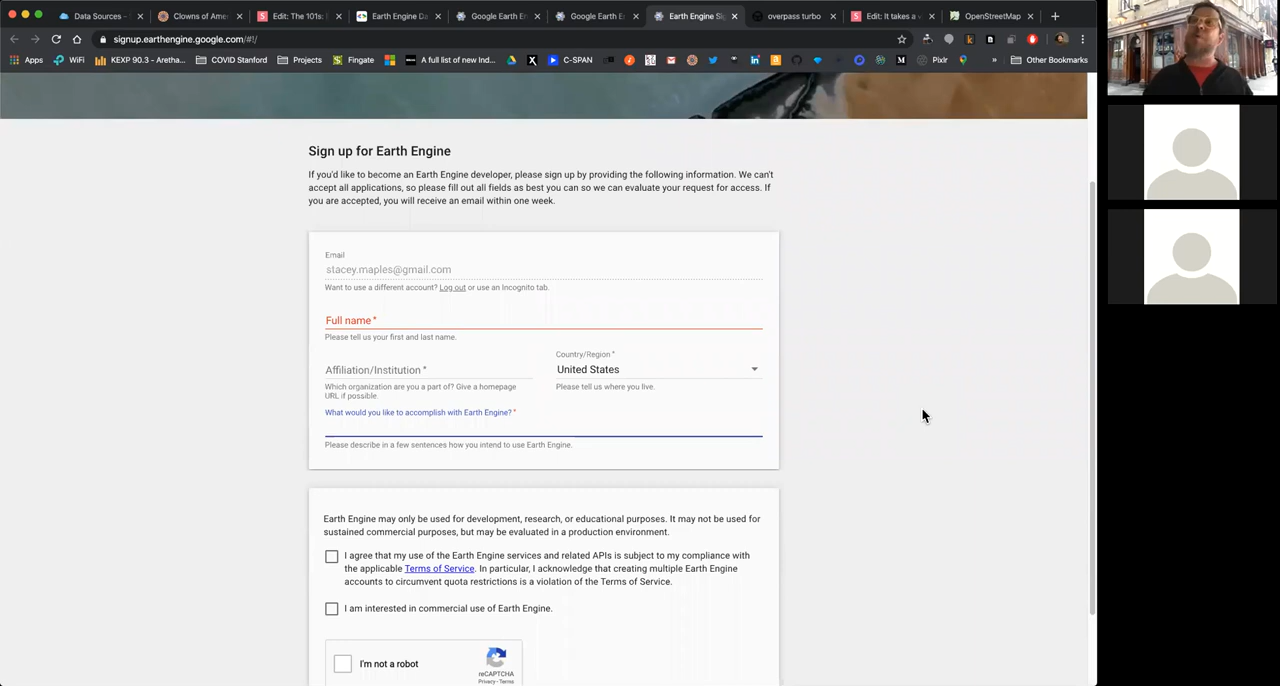 Data Sources –
Clowns of Ame
Edit: The 101s: 
Earth Engine Da
Google Earth En
Google Earth E
Earth Engine Sig
overpass turbo
Edit: It takes a v
OpenStreetMap
signup.earthengine.google.com/#!/
Apps
WiFi
KEXP 90.3 - Aretha...
COVID Stanford
Projects
Fingate
A full list of new Ind...
C-SPAN
Pixlr
»
Other Bookmarks
Sign up for Earth Engine
If you'd like to become an Earth Engine developer, please sign up by providing the following information. We can't
accept all applications, so please fill out all fields as best you can so we can evaluate your request for access. If
you are accepted, you will receive an email within one week.
Email
stacey.maples@gmail.com
Want to use a different account? Log out or use an Incognito tab.
Full name *
Please tell us your first and last name.
Affiliation/Institution *
Which organization are you a part of? Give a homepage
URL if possible.
Country/Region *
United States
Please tell us where you live.
What would you like to accomplish with Earth Engine? *
Please describe in a few sentences how you intend to use Earth Engine.
Earth Engine may only be used for development, research, or educational purposes. It may not be used for
sustained commercial purposes, but may be evaluated in a production environment.
I agree that my use of the Earth Engine services and related APIs is subject to my compliance with
the applicable Terms of Service. In particular, I acknowledge that creating multiple Earth Engine
accounts to circumvent quota restrictions is a violation of the Terms of Service.
I am interested in commercial use of Earth Engine.
I'm not a robot
reCAPTCHA
Privacy - Terms